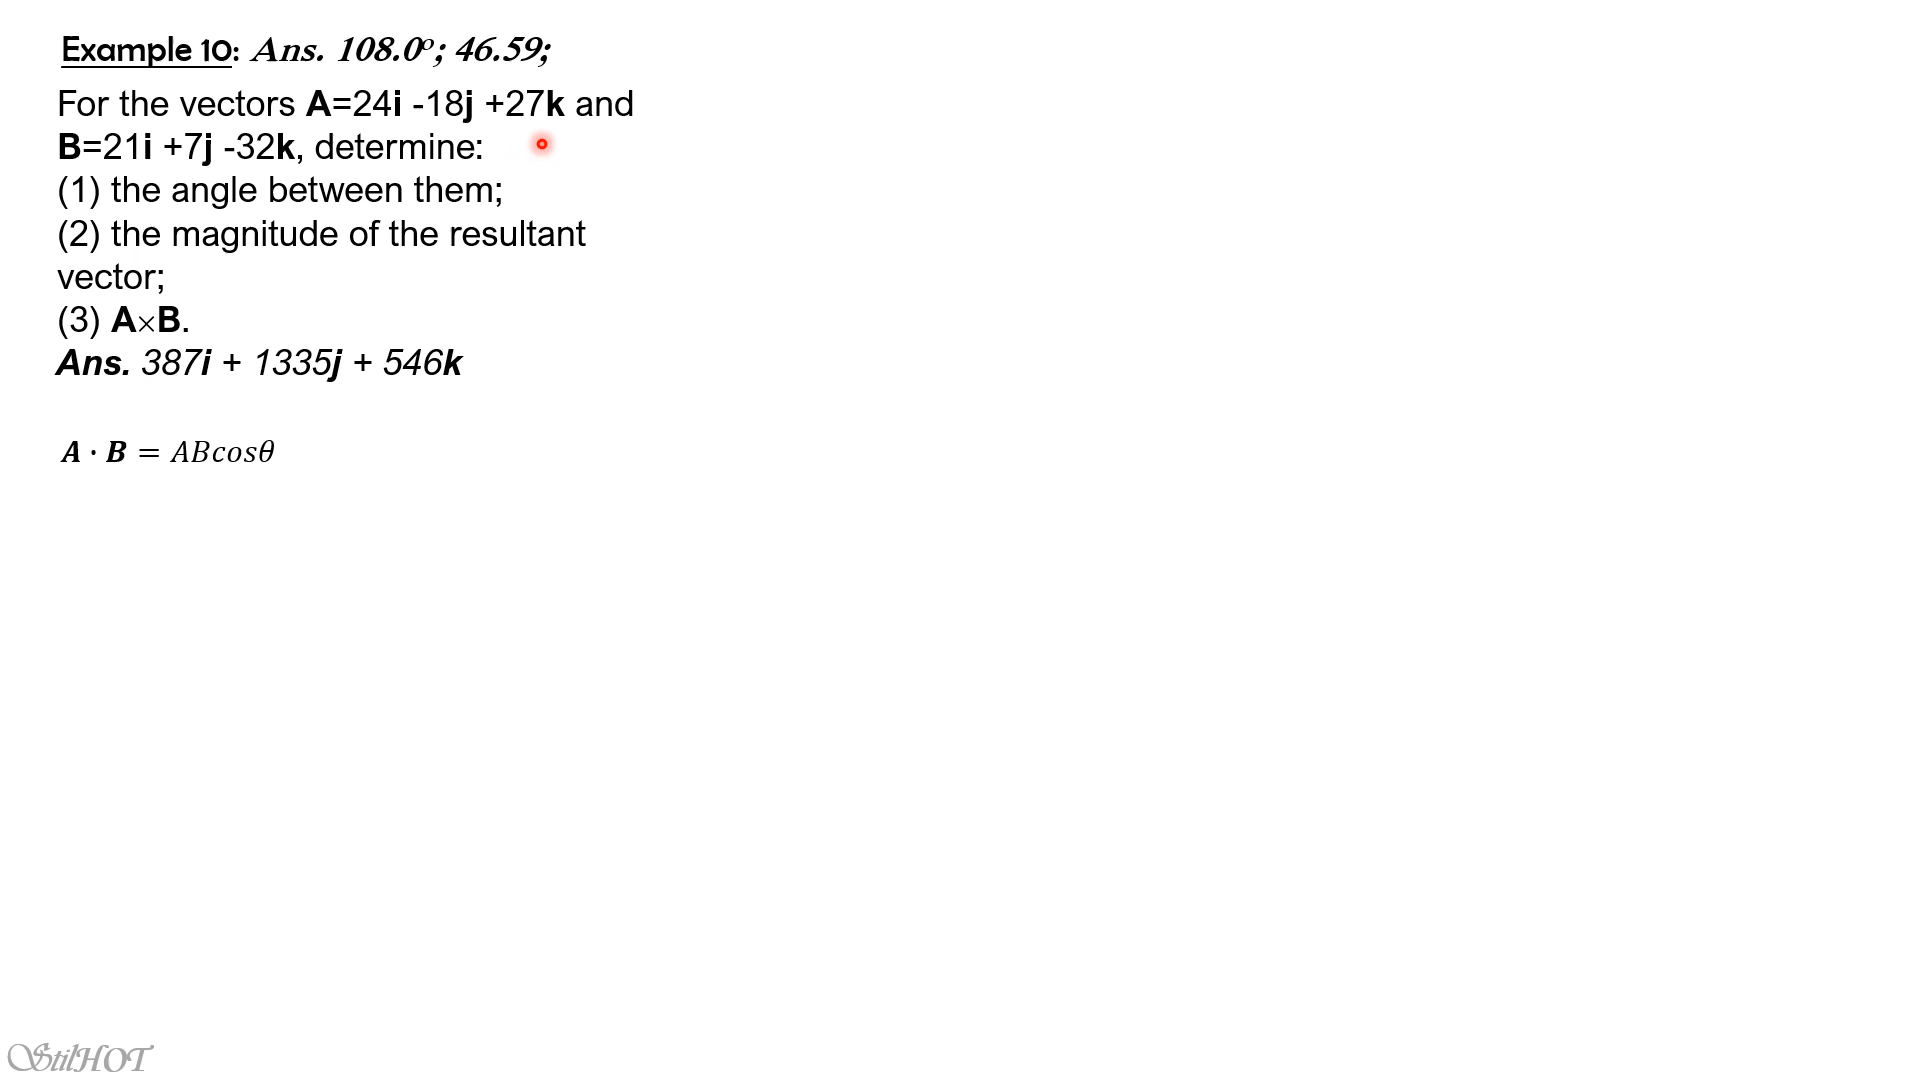 Example 10: Ans. 108.0º; 46.59;
For the vectors A=24i -18j +27k and
B=21i +7j -32k, determine:
(1) the angle between them;
(2) the magnitude of the resultant
vector;
(3) A×B.
Ans. 387i + 1335j + 546k
A · B = ABcosθ
StilHOT